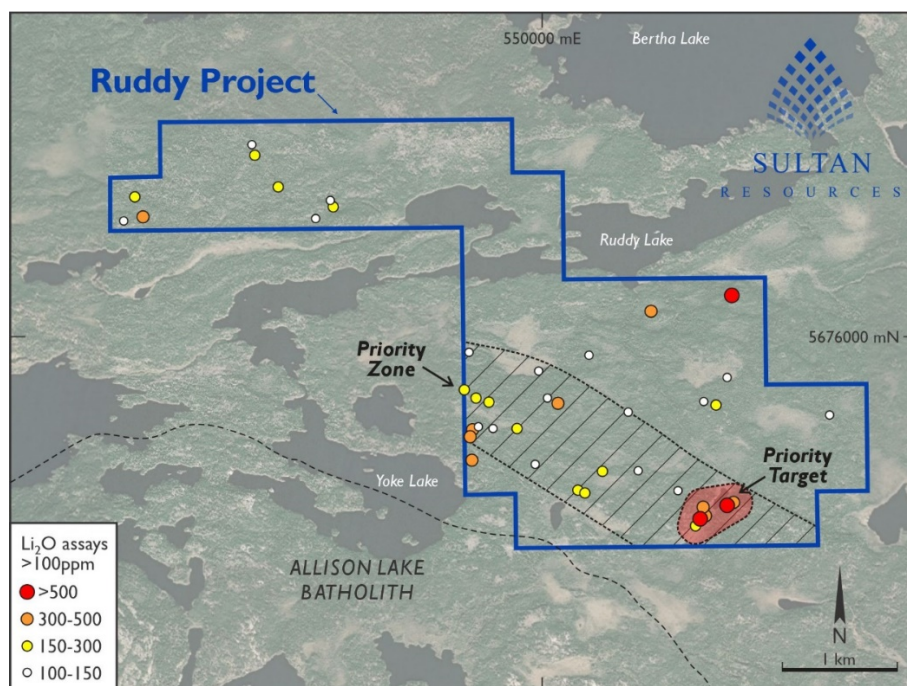 550000 mE
Bertha Lake
Ruddy Project
SULTAN
RESOURCES
Ruddy Lake
5676000 mN
Priority
Zone
Yoke Lake
Priority
Target
ALLISON LAKE
BATHOLITH
Li₂O assays
>100ppm
>500
300-500
150-300
100-150
N
1 km